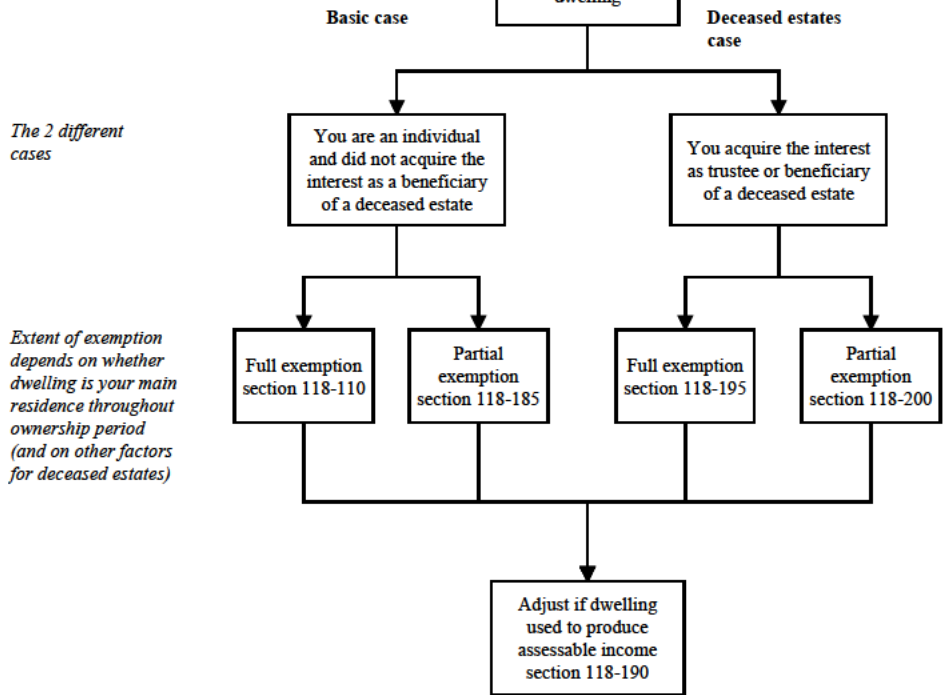 dwelling
Basic case
Deceased estates
case
The 2 different
cases
You are an individual
and did not acquire the
interest as a beneficiary
of a deceased estate
You acquire the interest
as trustee or beneficiary
of a deceased estate
Extent of exemption
depends on whether
dwelling is your main
residence throughout
ownership period
(and on other factors
for deceased estates)
Full exemption
section 118-110
Partial
exemption
section 118-185
Full exemption
section 118-195
Partial
exemption
section 118-200
Adjust if dwelling
used to produce
assessable income
section 118-190